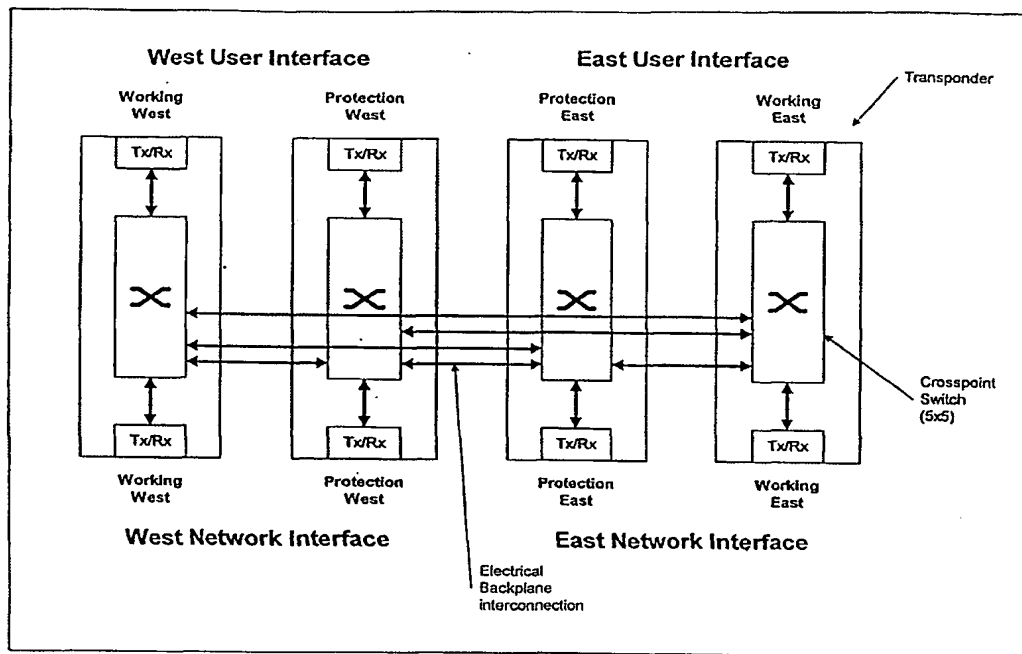 West User Interface
East User Interface
Transponder
Working
West
Protection
West
Protection
East
Working
East
Tx/Rx
Tx/Rx
Tx/Rx
Tx/Rx
Crosspoint
Switch
(5x5)
Tx/Rx
Tx/Rx
Tx/Rx
Tx/Rx
Working
West
Protection
West
Protection
East
Working
East
West Network Interface
East Network Interface
Electrical
Backplane
interconnection